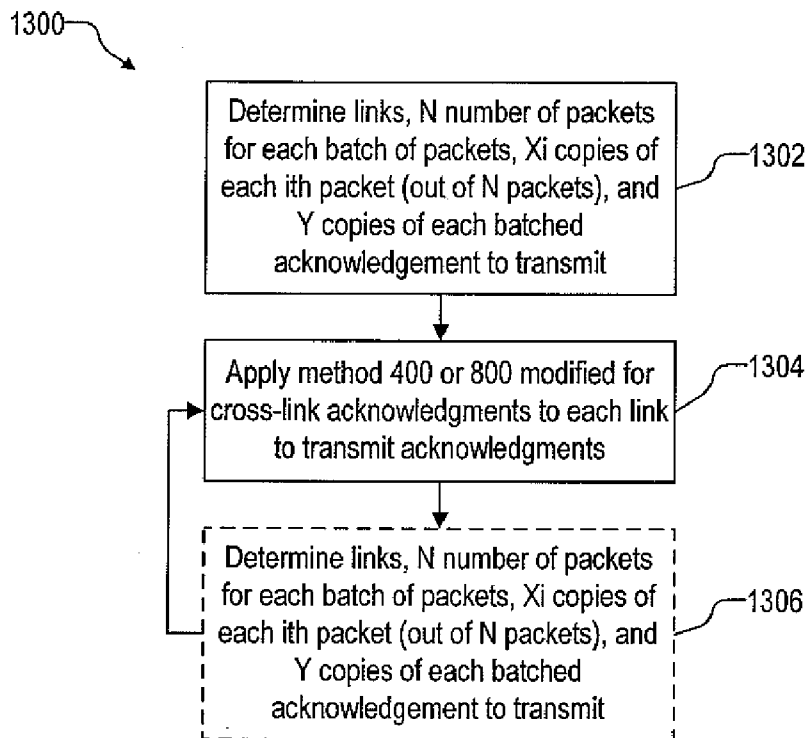 1300
Determine links, N number of packets
for each batch of packets, Xi copies of
each ith packet (out of N packets), and
Y copies of each batched
acknowledgement to transmit
1302
Apply method 400 or 800 modified for
cross-link acknowledgments to each link
to transmit acknowledgments
1304
Determine links, N number of packets
for each batch of packets, Xi copies of
each ith packet (out of N packets), and
Y copies of each batched
acknowledgement to transmit
1306